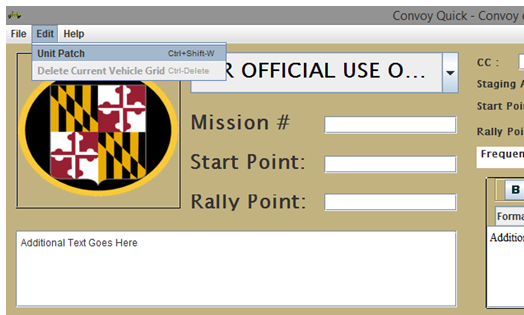 Convoy Quick - Convoy
File Edit Help
Unit Patch Ctrl+Shift-W
Delete Current Vehicle Grid Ctrl-Delete
R OFFICIAL USE O...
Mission #
Start Point:
Rally Point:
Additional Text Goes Here
CC :
Staging A
Start Poi
Rally Poi
Frequen
B
Forma
Additio